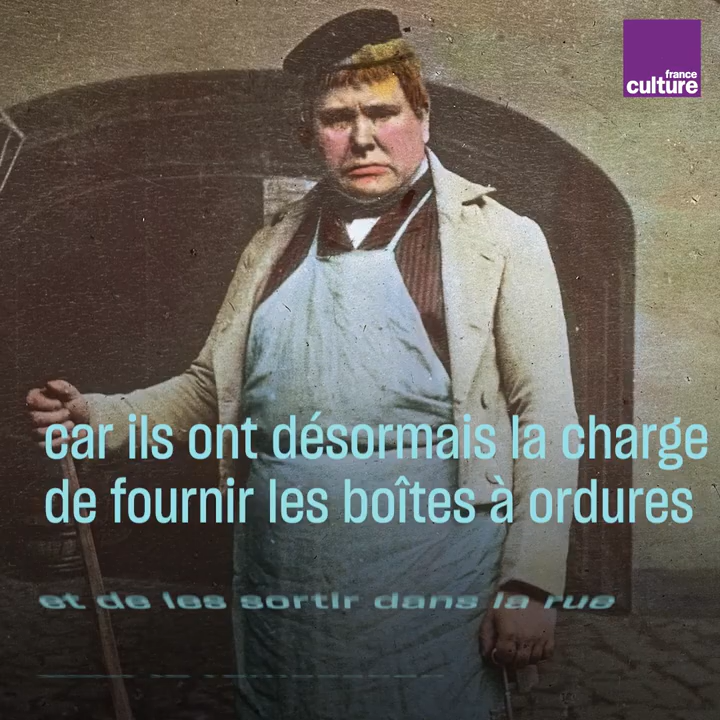 france
culture
car ils ont désormais la charge
de fournir les boîtes à ordures
et de les sortir dans la rue